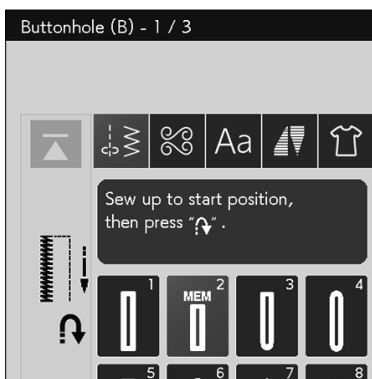 Buttonhole (B) - 1 / 3
Aa
Sew up to start position,
then press "↶".
1
MEM
2
3
4
5
6
7
8